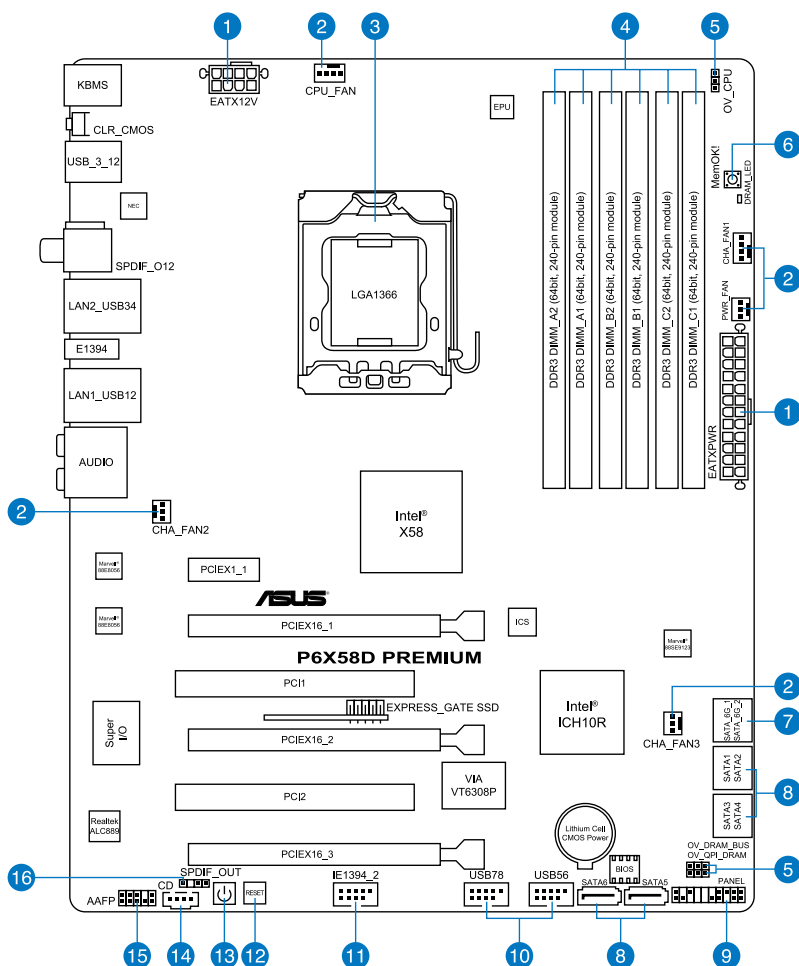 1
2
3
4
5
KBMS
EATX12V
CPU_FAN
EPU
OV_CPU
CLR_CMOS
USB_3_12
NEC
MemOK!
6
DRAM_LED
SPDIF_O12
CHA_FAN1
2
PWR_FAN
LAN2_USB34
E1394
LAN1_USB12
AUDIO
LGA1366
DDR3 DIMM_A2 (64bit, 240-pin module)
DDR3 DIMM_A1 (64bit, 240-pin module)
DDR3 DIMM_B2 (64bit, 240-pin module)
DDR3 DIMM_B1 (64bit, 240-pin module)
DDR3 DIMM_C2 (64bit, 240-pin module)
DDR3 DIMM_C1 (64bit, 240-pin module)
EATXPWR
1
2
CHA_FAN2
Intel®
X58
Marvell®
88E8056
PCIEX1_1
ASUS
Marvell®
88E8056
PCIEX16_1
ICS
Marvell®
88SE9123
P6X58D PREMIUM
PCI1
EXPRESS_GATE SSD
Intel®
ICH10R
2
CHA_FAN3
SATA_6G_1
SATA_6G_2
7
Super
I/O
PCIEX16_2
VIA
VT6308P
SATA1
SATA2
8
SATA3
SATA4
PCI2
Realtek
ALC889
Lithium Cell
CMOS Power
PCIEX16_3
BIOS
OV_DRAM_BUS
OV_QPI_DRAM
5
16
SPDIF_OUT
CD
AAFP
RESET
IE1394_2
USB78
USB56
SATA6
SATA5
PANEL
15
14
13
12
11
10
8
9